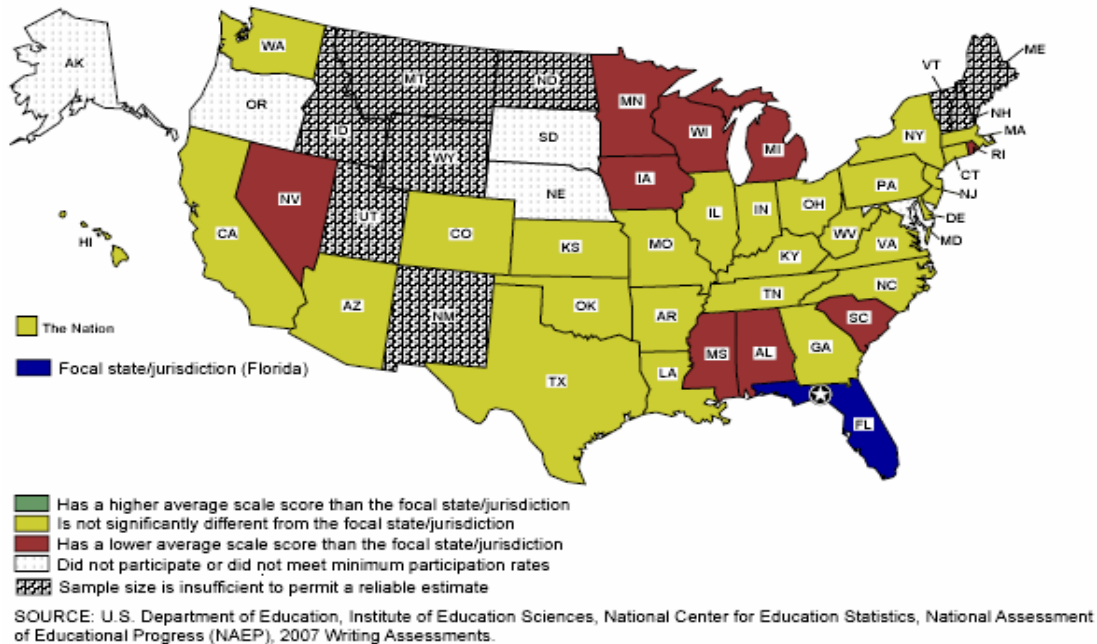 AK
WA
OR
MT
ND
ID
WY
SD
NE
NV
UT
CA
CO
KS
AZ
NM
OK
TX
MN
WI
MI
IA
IL
IN
OH
MO
KY
WV
VA
TN
NC
AR
SC
MS
AL
GA
LA
FL
HI
VT
ME
NH
NY
MA
RI
CT
PA
NJ
DE
MD
The Nation
Focal state/jurisdiction (Florida)
Has a higher average scale score than the focal state/jurisdiction
Is not significantly different from the focal state/jurisdiction
Has a lower average scale score than the focal state/jurisdiction
Did not participate or did not meet minimum participation rates
Sample size is insufficient to permit a reliable estimate
SOURCE: U.S. Department of Education, Institute of Education Sciences, National Center for Education Statistics, National Assessment
of Educational Progress (NAEP), 2007 Writing Assessments.